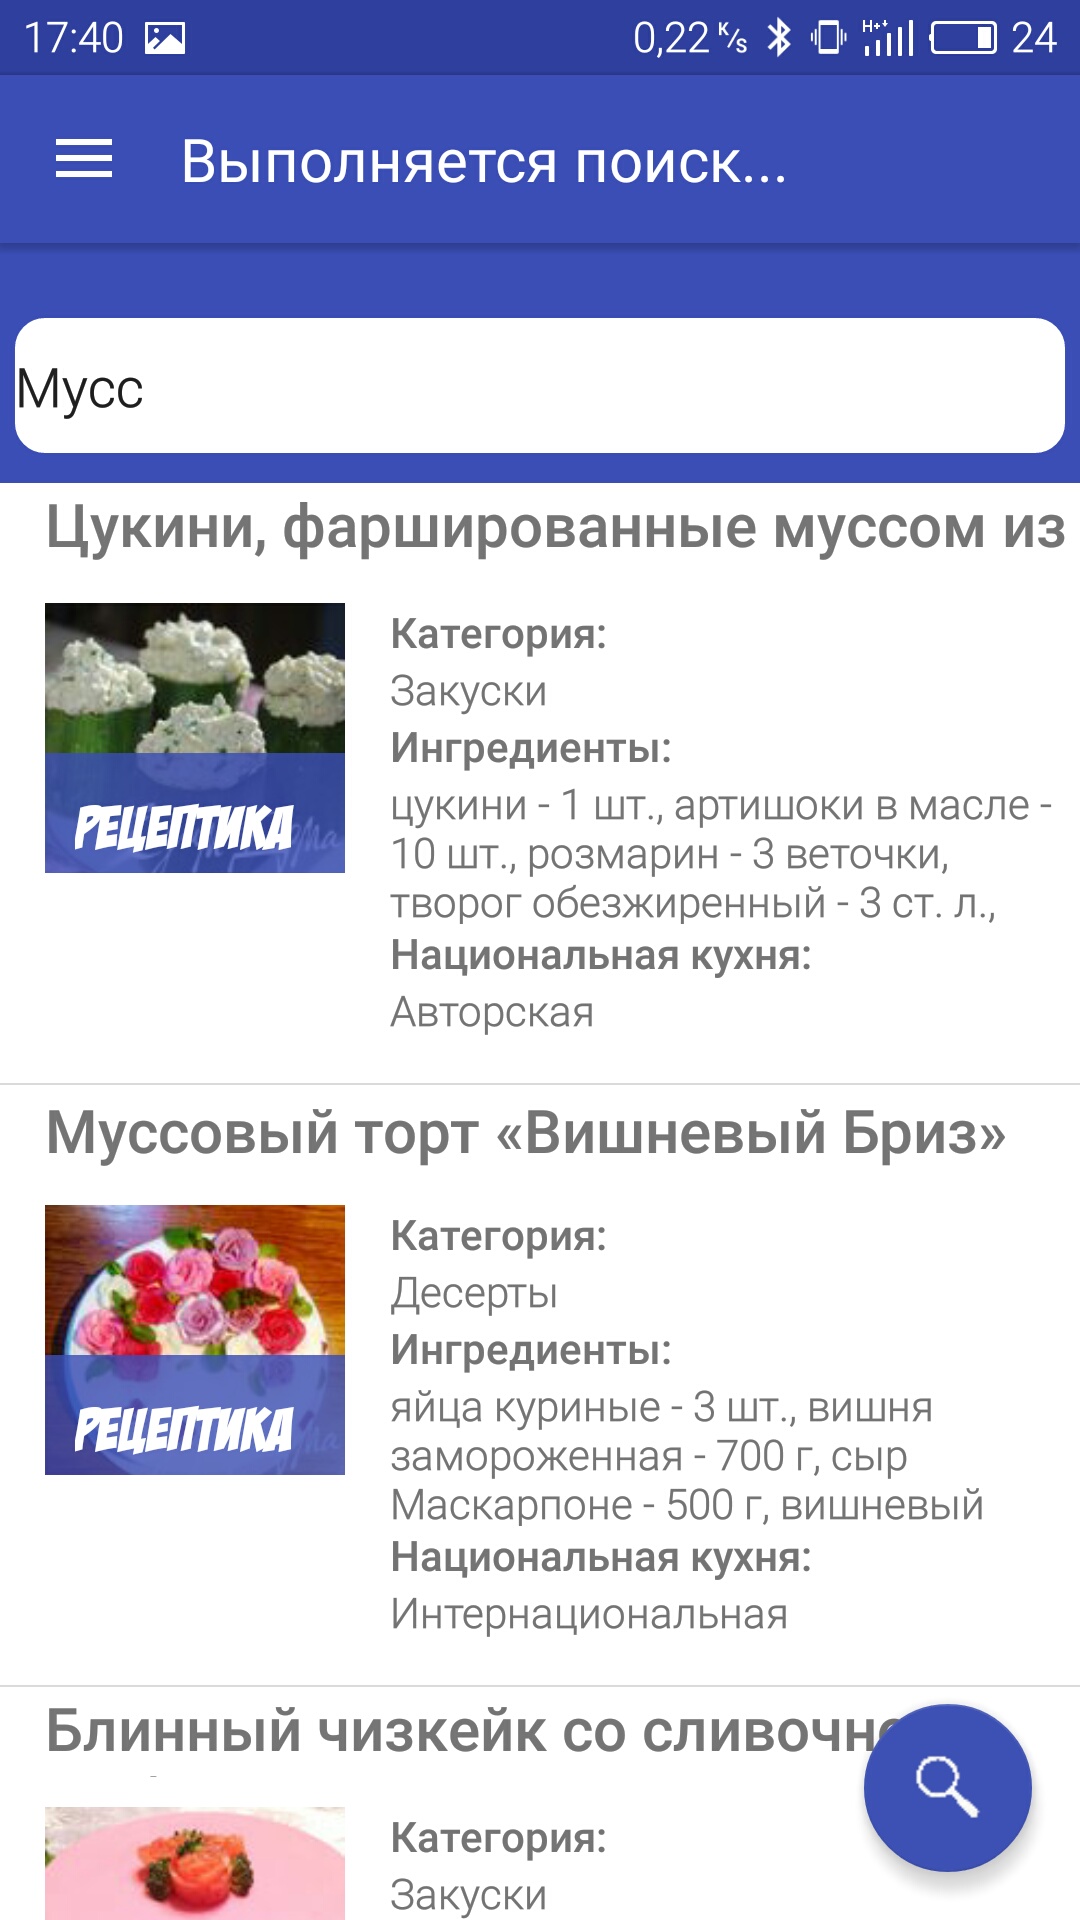 17:40 0,22 K/s H+ 24
Выполняется поиск...
Мусс
Цукини, фаршированные муссом из
Категория:
Закуски
Ингредиенты:
цукини - 1 шт., артишоки в масле -
10 шт., розмарин - 3 веточки,
творог обезжиренный - 3 ст. л.,
Национальная кухня:
Авторская
РЕЦЕПТИКА
Муссовый торт «Вишневый Бриз»
Категория:
Десерты
Ингредиенты:
яйца куриные - 3 шт., вишня
замороженная - 700 г, сыр
Маскарпоне - 500 г, вишневый
Национальная кухня:
Интернациональная
РЕЦЕПТИКА
Блинный чизкейк со сливочн
Категория:
Закуски